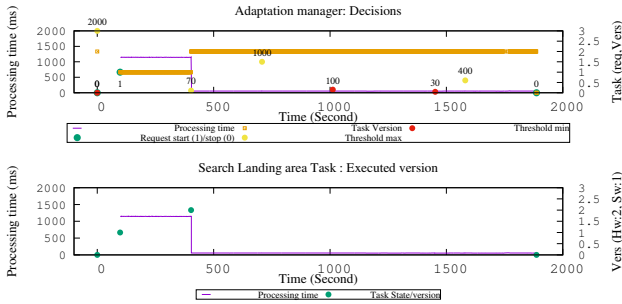 Adaptation manager: Decisions
Processing time (ms)
2000
1500
1000
500
0
2000
0
1
70
1000
100
30
400
0
3
2.5
2
1.5
1
0.5
0
Task (req,Vers)
0 500 1000 1500 2000
Time (Second)
Processing time Task Version Threshold min
Request start (1)/stop (0) Threshold max
Search Landing area Task : Executed version
Processing time (ms)
2000
1500
1000
500
0
3
2.5
2
1.5
1
0.5
0
Vers (Hw:2, Sw:1)
0 500 1000 1500 2000
Time (Second)
Processing time Task State/version